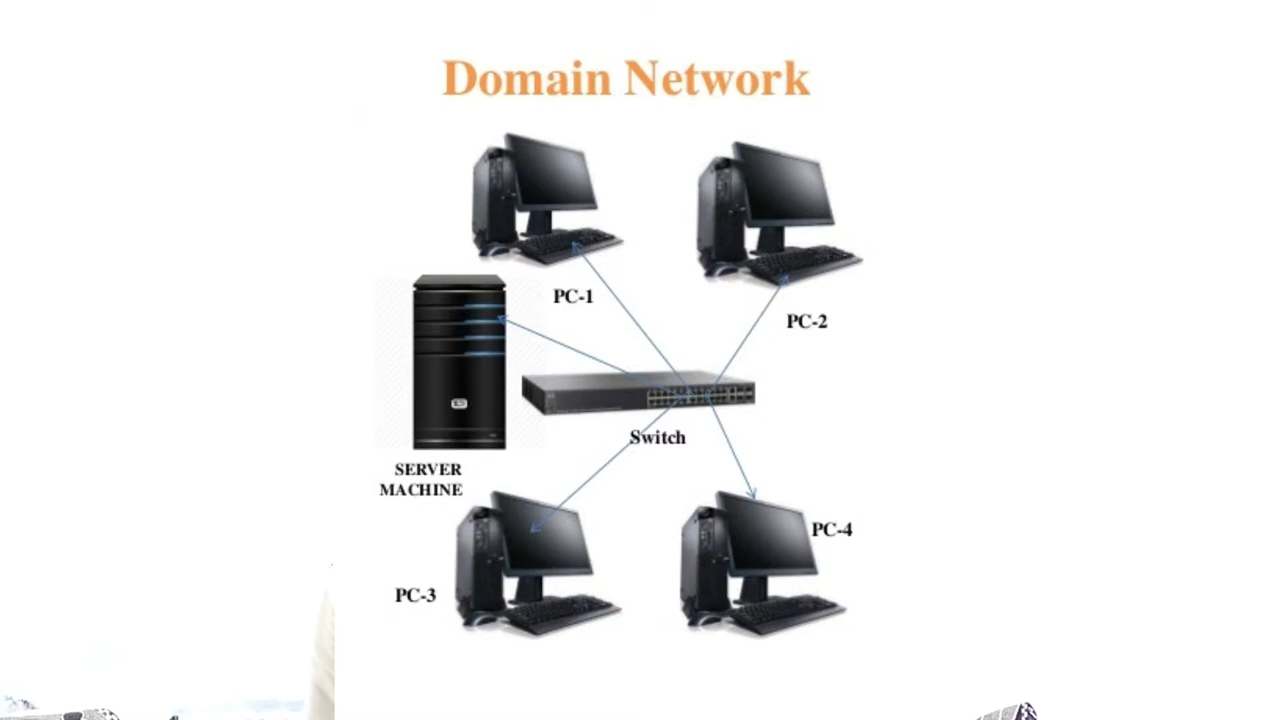 Domain Network
PC-1
PC-2
Switch
SERVER
MACHINE
PC-4
PC-3